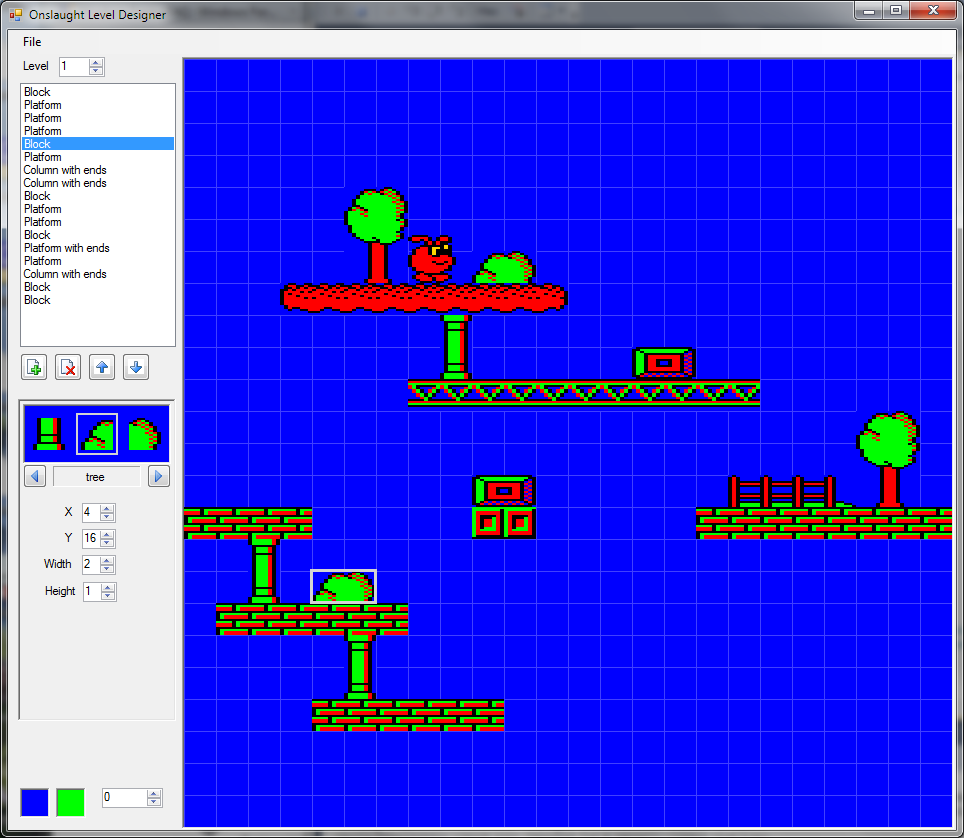 Onslaught Level Designer
File
Level 1
Block
Platform
Platform
Platform
Block
Platform
Column with ends
Column with ends
Block
Platform
Platform
Block
Platform with ends
Platform
Column with ends
Block
Block
tree
X 4
Y 16
Width 2
Height 1
0